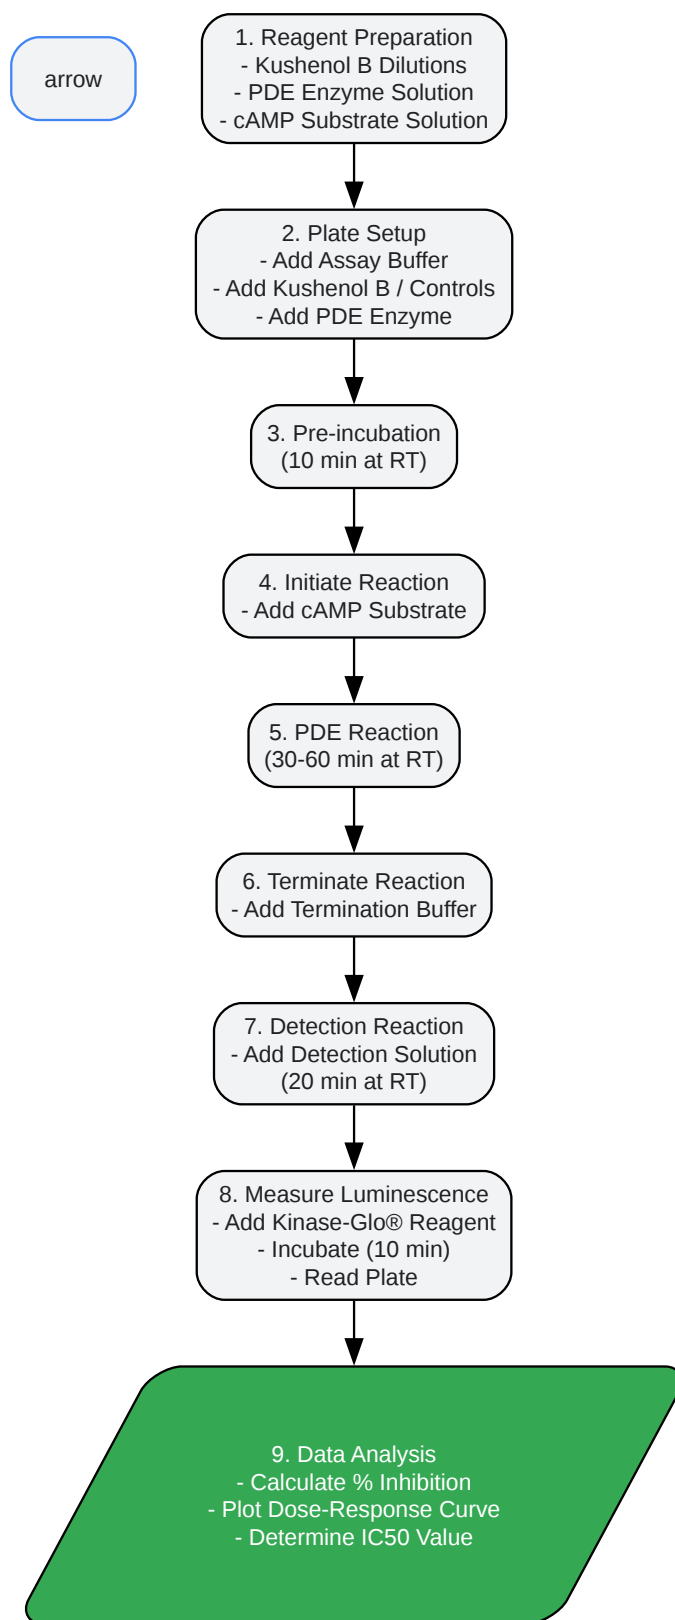 arrow
1. Reagent Preparation
- Kushenol B Dilutions
- PDE Enzyme Solution
- cAMP Substrate Solution
2. Plate Setup
- Add Assay Buffer
- Add Kushenol B / Controls
- Add PDE Enzyme
3. Pre-incubation
(10 min at RT)
4. Initiate Reaction
- Add cAMP Substrate
5. PDE Reaction
(30-60 min at RT)
6. Terminate Reaction
- Add Termination Buffer
7. Detection Reaction
- Add Detection Solution
(20 min at RT)
8. Measure Luminescence
- Add Kinase-Glo® Reagent
- Incubate (10 min)
- Read Plate
9. Data Analysis
- Calculate % Inhibition
- Plot Dose-Response Curve
- Determine IC50 Value